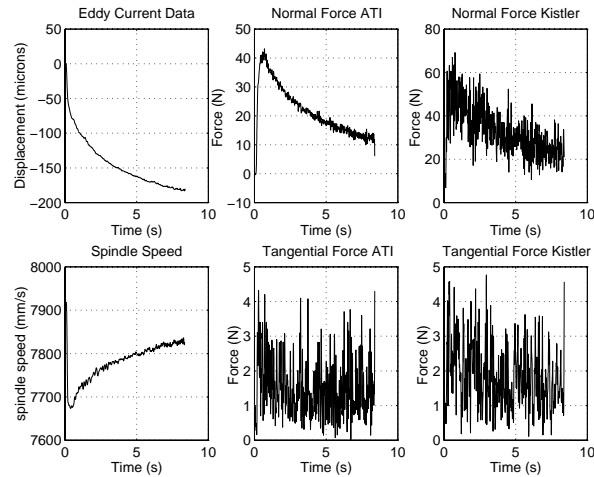 Eddy Current Data
50
0
−50
−100
−150
−200
0 5 10
Displacement (microns)
Time (s)
Normal Force ATI
50
40
30
20
10
0
−10
0 5 10
Force (N)
Time (s)
Normal Force Kistler
80
60
40
20
0
0 5 10
Force (N)
Time (s)
Spindle Speed
8000
7900
7800
7700
7600
0 5 10
spindle speed (mm/s)
Time (s)
Tangential Force ATI
5
4
3
2
1
0
0 5 10
Force (N)
Time (s)
Tangential Force Kistler
5
4
3
2
1
0
0 5 10
Force (N)
Time (s)